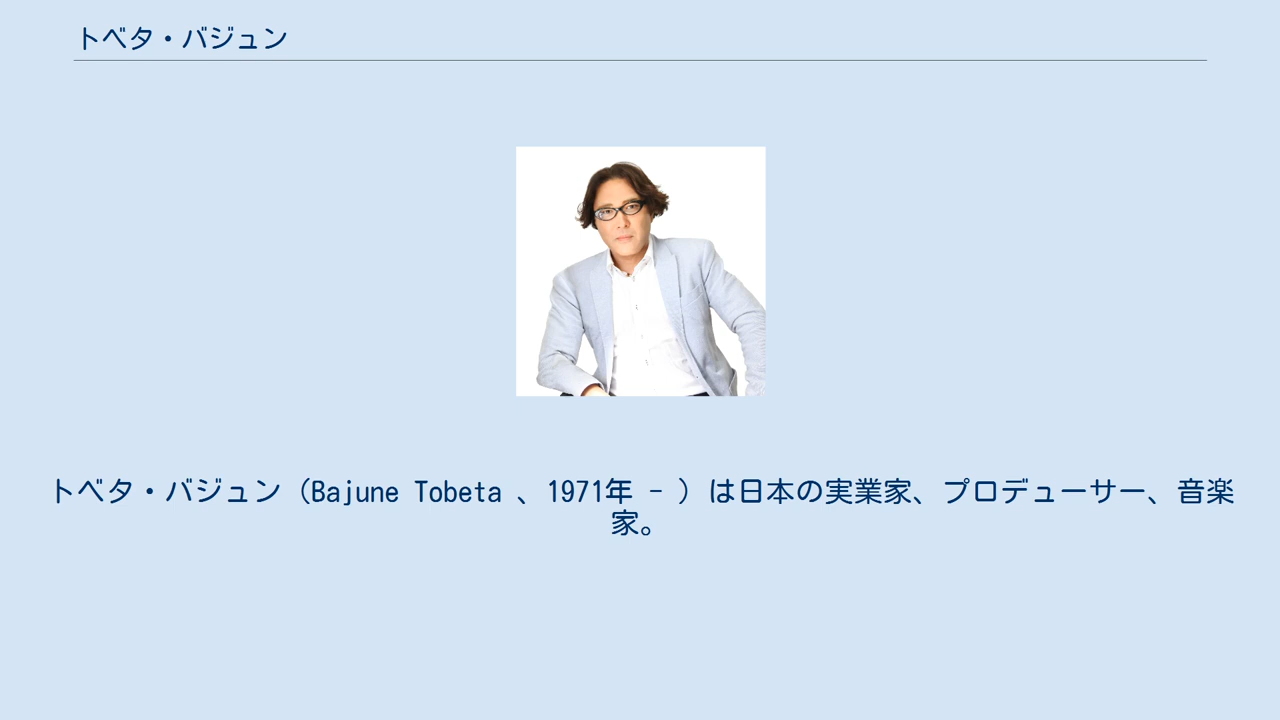 トベタ・バジュン
トベタ・バジュン（Bajune Tobeta 、1971年 - ）は日本の実業家、プロデューサー、音楽
家。